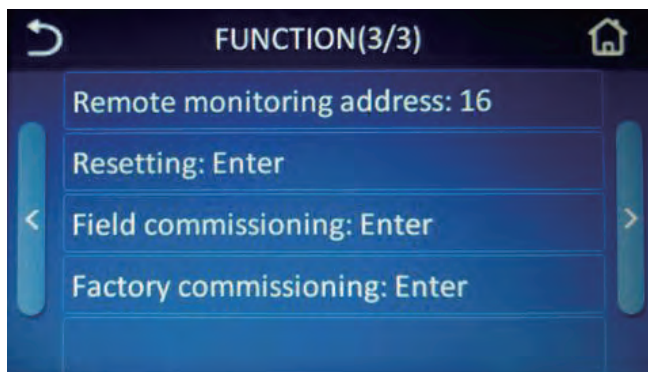 FUNCTION(3/3)
Remote monitoring address: 16
Resetting: Enter
< Field commissioning: Enter >
Factory commissioning: Enter